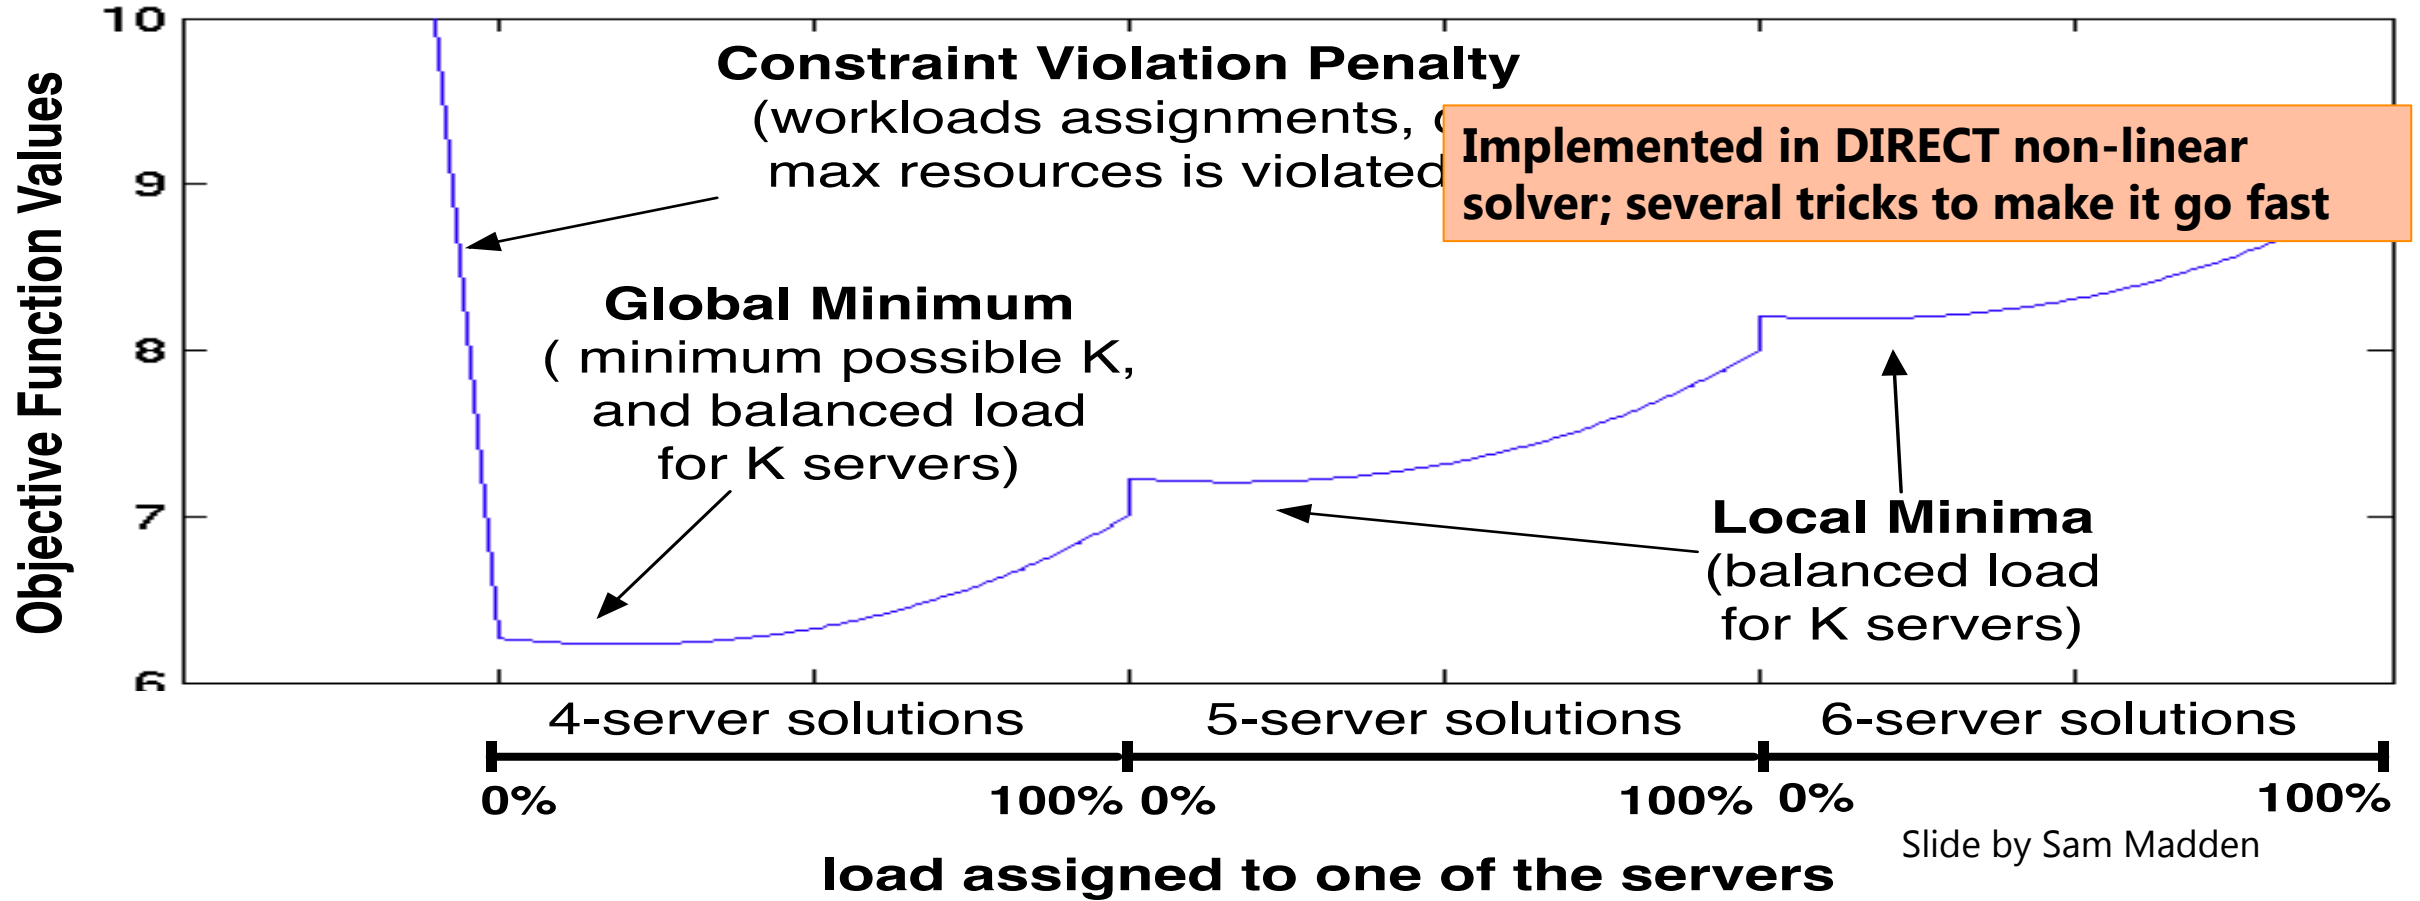 10
9
8
7
6
Objective Function Values
Constraint Violation Penalty
(workloads assignments,
max resources is violated
Implemented in DIRECT non-linear
solver; several tricks to make it go fast
Global Minimum
( minimum possible K,
and balanced load
for K servers)
Local Minima
(balanced load
for K servers)
4-server solutions
5-server solutions
6-server solutions
0% 100% 0% 100% 0% 100%
Slide by Sam Madden
load assigned to one of the servers